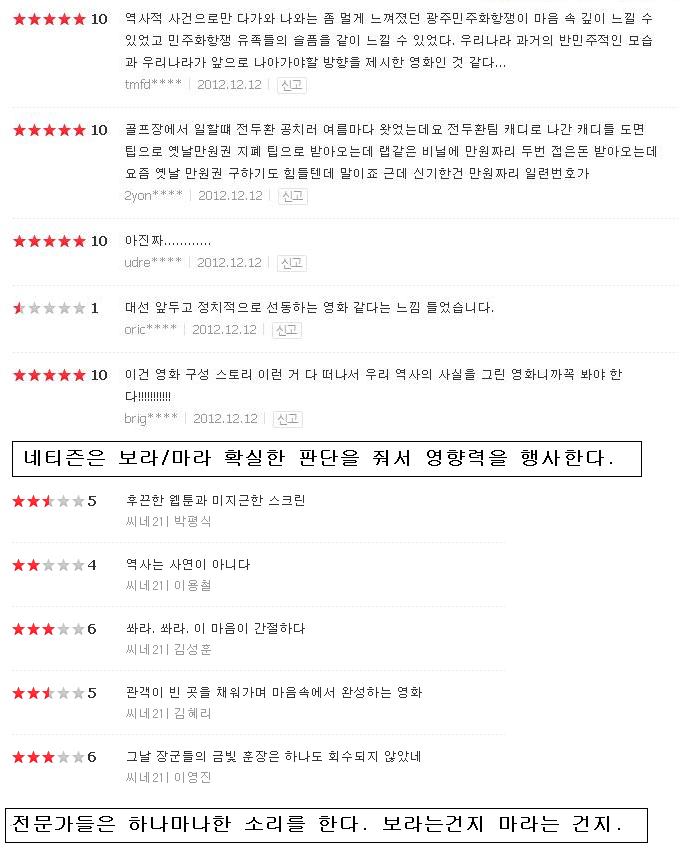 10 역사적 사건으로만 다가와 나와는 좀 멀게 느껴졌던 광주민주화항쟁이 마음 속 깊이 느낄 수
있었고 민주화항쟁 유족들의 슬픔을 같이 느낄 수 있었다. 우리나라 과거의 반민주적인 모습
과 우리나라가 앞으로 나아가야할 방향을 제시한 영화인 것 같다...
tmfd**** | 2012.12.12 | 신고
10 골프장에서 일할떄 전두환 공치러 여름마다 왓었는데요 전두환팀 캐디로 나간 캐디들 도면
팁으로 옛날만원권 지폐 팁으로 받아오는데 랩같은 비닐에 만원짜리 두번 접은돈 받아오는데
요즘 옛날 만원권 구하기도 힘들텐데 말이죠 근데 신기한건 만원짜리 일련번호가
2yon**** | 2012.12.12 | 신고
10 아진짜............
udre**** | 2012.12.12 | 신고
1 대선 앞두고 정치적으로 선동하는 영화 같다는 느낌 들었습니다.
oric**** | 2012.12.12 | 신고
10 이건 영화 구성 스토리 이런 거 다 떠나서 우리 역사의 사실을 그린 영화니까꼭 봐야 한
다!!!!!!!!!!!
brig**** | 2012.12.12 | 신고
네티즌은 보라/마라 확실한 판단을 줘서 영향력을 행사한다.
5 후끈한 웹툰과 미지근한 스크린
씨네21| 박평식
4 역사는 사연이 아니다
씨네21| 이용철
6 쏴라. 쏴라. 이 마음이 간절하다
씨네21| 김성훈
5 관객이 빈 곳을 채워가며 마음속에서 완성하는 영화
씨네21| 김혜리
6 그날 장군들의 금빛 훈장은 하나도 회수되지 않았네
씨네21| 이영진
전문가들은 하나마나한 소리를 한다. 보라는건지 마라는 건지.